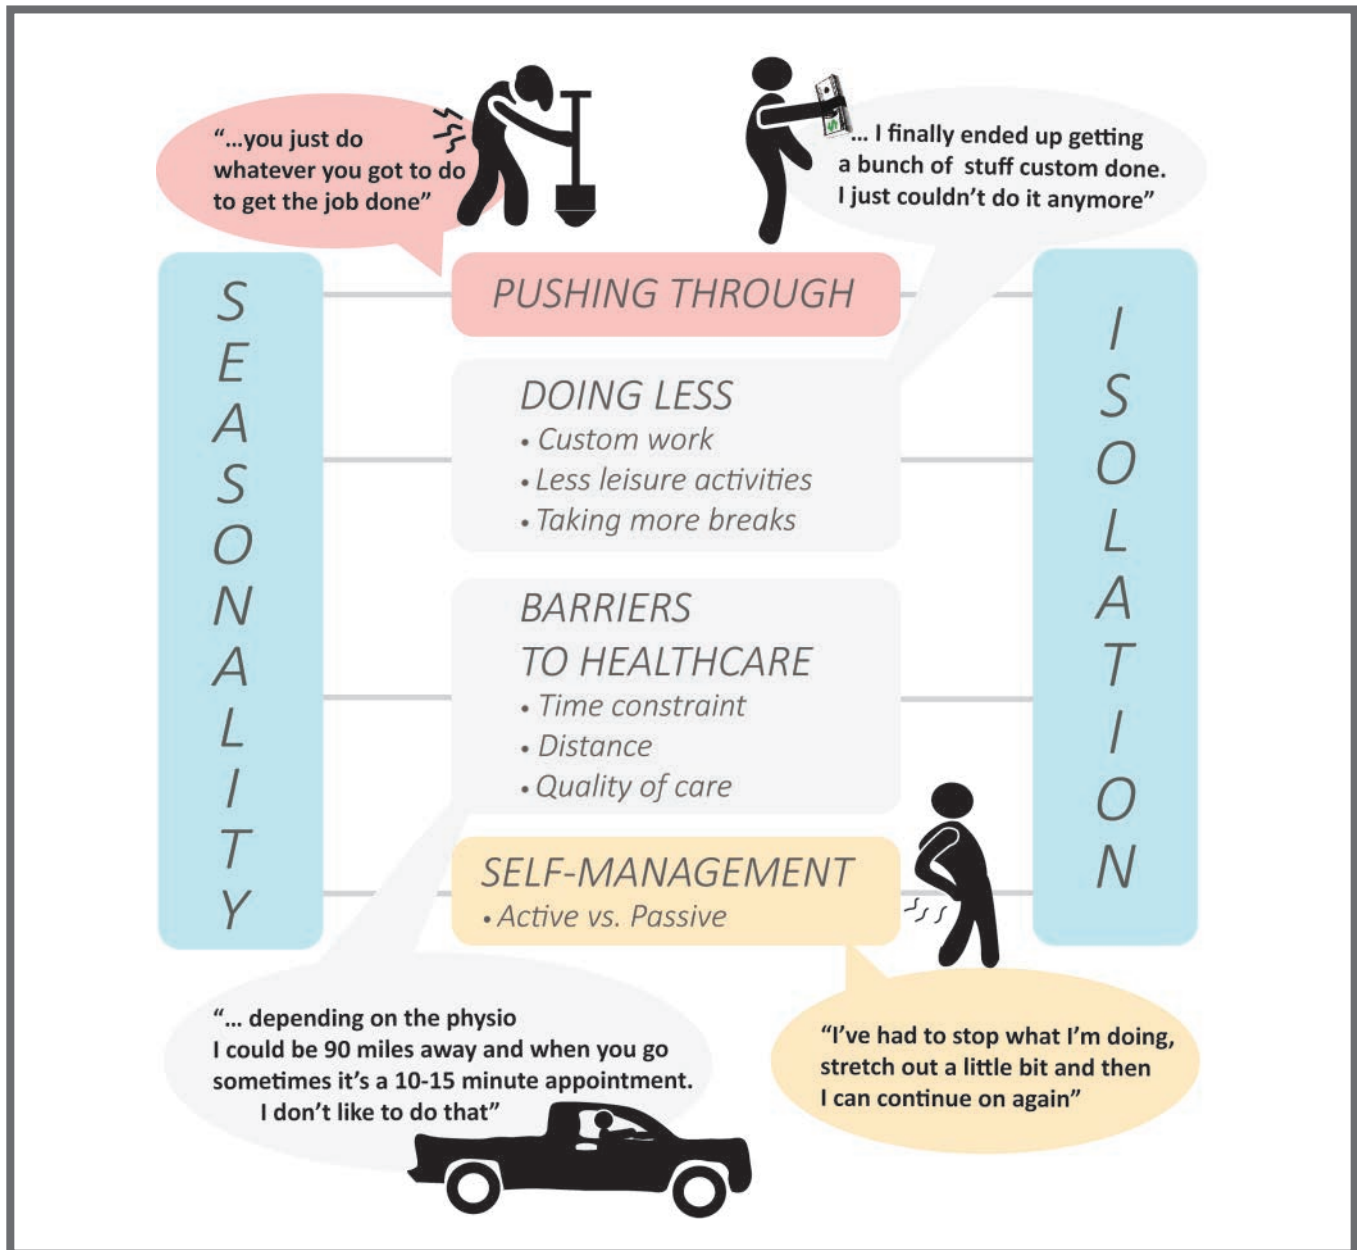 “...you just do
whatever you got to do
to get the job done”
“... I finally ended up getting
a bunch of stuff custom done.
I just couldn’t do it anymore”
SEASONALITY
PUSHING THROUGH
DOING LESS
• Custom work
• Less leisure activities
• Taking more breaks
BARRIERS
TO HEALTHCARE
• Time constraint
• Distance
• Quality of care
SELF-MANAGEMENT
• Active vs. Passive
ISOLATION
“... depending on the physio
I could be 90 miles away and when you go
sometimes it’s a 10-15 minute appointment.
I don’t like to do that”
“I’ve had to stop what I’m doing,
stretch out a little bit and then
I can continue on again”